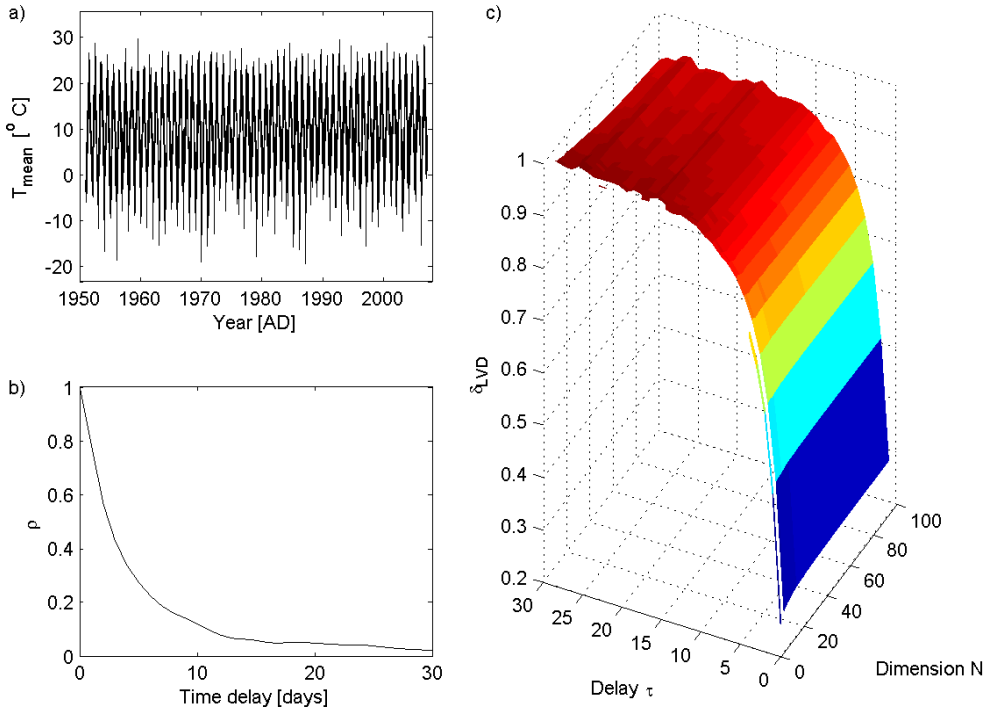 a)
T_mean [° C]
30
20
10
0
-10
-20
1950 1960 1970 1980 1990 2000
Year [AD]
b)
ρ
1
0.8
0.6
0.4
0.2
0
0 10 20 30
Time delay [days]
c)
δ_LVD
1
0.9
0.8
0.7
0.6
0.5
0.4
0.3
0.2
30 25 20 15 10 5 0
Delay τ
0 20 40 60 80 100
Dimension N